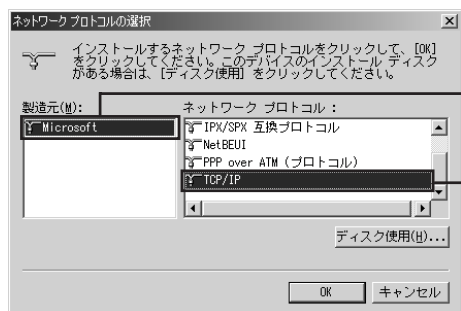 ネットワーク プロトコルの選択
インストールするネットワーク プロトコルをクリックして、[OK]
をクリックしてください。このデバイスのインストール ディスク
がある場合は、[ディスク使用] をクリックしてください。
製造元(M):
Microsoft
ネットワーク プロトコル :
IPX/SPX 互換プロトコル
NetBEUI
PPP over ATM (プロトコル)
TCP/IP
ディスク使用(H)...
OK
キャンセル